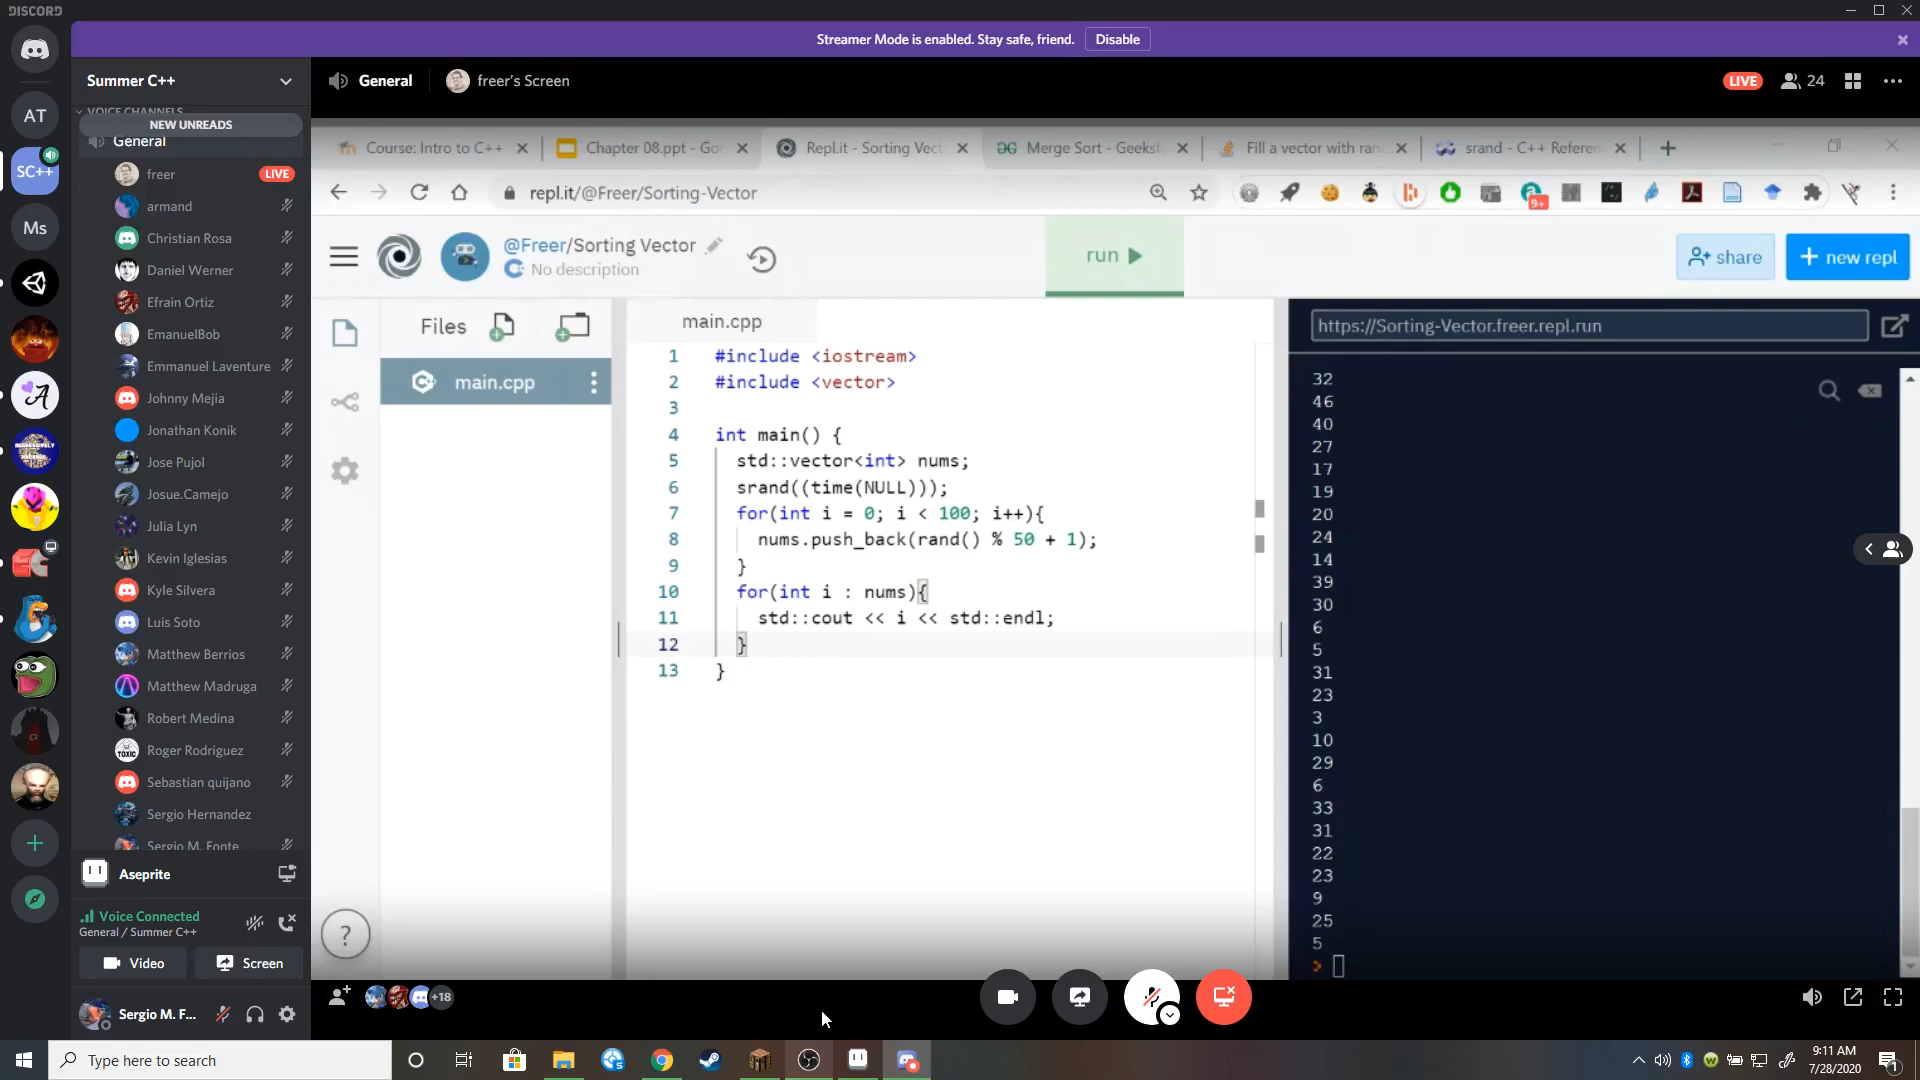 DISCORD
Streamer Mode is enabled. Stay safe, friend. Disable
Summer C++
General
freer's Screen
LIVE
24
VOICE CHANNELS
NEW UNREADS
General
freer LIVE
armand
Christian Rosa
Daniel Werner
Efrain Ortiz
EmanuelBob
Emmanuel Laventure
Johnny Mejia
Jonathan Konik
Jose Pujol
Josue.Camejo
Julia Lyn
Kevin Iglesias
Kyle Silvera
Luis Soto
Matthew Berrios
Matthew Madruga
Robert Medina
Roger Rodriguez
Sebastian quijano
Sergio Hernandez
Sergio M. Fonte
AT
SC++
Ms
TOXIC
Aseprite
Voice Connected
General / Summer C++
Video Screen
Sergio M. F...
Course: Intro to C++
Chapter 08.ppt - Goo
Repl.it - Sorting Vect
Merge Sort - Geeksf
Fill a vector with ran
srand - C++ Referen
repl.it/@Freer/Sorting-Vector
9+
@Freer/Sorting Vector
No description
run
share
+ new repl
Files
main.cpp
main.cpp
1 #include <iostream>
2 #include <vector>
3
4 int main() {
5 std::vector<int> nums;
6 srand((time(NULL)));
7 for(int i = 0; i < 100; i++){
8 nums.push_back(rand() % 50 + 1);
9 }
10 for(int i : nums){
11 std::cout << i << std::endl;
12 }
13 }
https://Sorting-Vector.freer.repl.run
32
46
40
27
17
19
20
24
14
39
30
6
5
31
23
3
10
29
6
33
31
22
23
9
25
5
?
+18
Type here to search
9:11 AM
7/28/2020
1